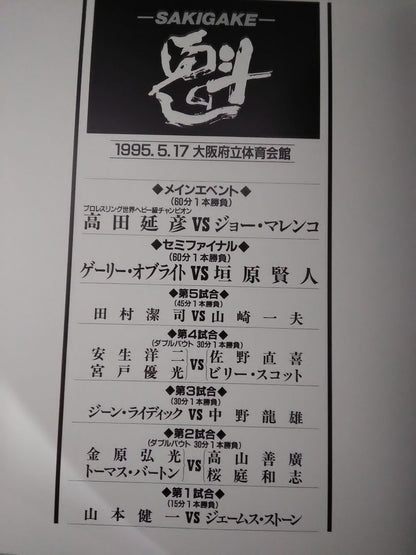 SAKIGAKE
魁
1995.5.17 大阪府立体育会館
◆メインエベント◆
(60分1本勝負)
プロレスリング世界ヘビー級チャンピオン
高田延彦 VS ジョー・マレンコ
◆セミファイナル◆
(60分1本勝負)
ゲーリー・オブライト VS 垣原賢人
◆第5試合◆
(45分1本勝負)
田村潔司 VS 山崎一夫
◆第4試合◆
(ダブルバウト 30分1本勝負)
安生洋二 宮戸優光 VS 佐野直喜 ビリー・スコット
◆第3試合◆
(30分1本勝負)
ジーン・ライディック VS 中野龍雄
◆第2試合◆
(ダブルバウト 30分1本勝負)
金原弘光 トーマス・バートン VS 高山善廣 桜庭和志
◆第1試合◆
(15分1本勝負)
山本健一 VS ジェームス・ストーン